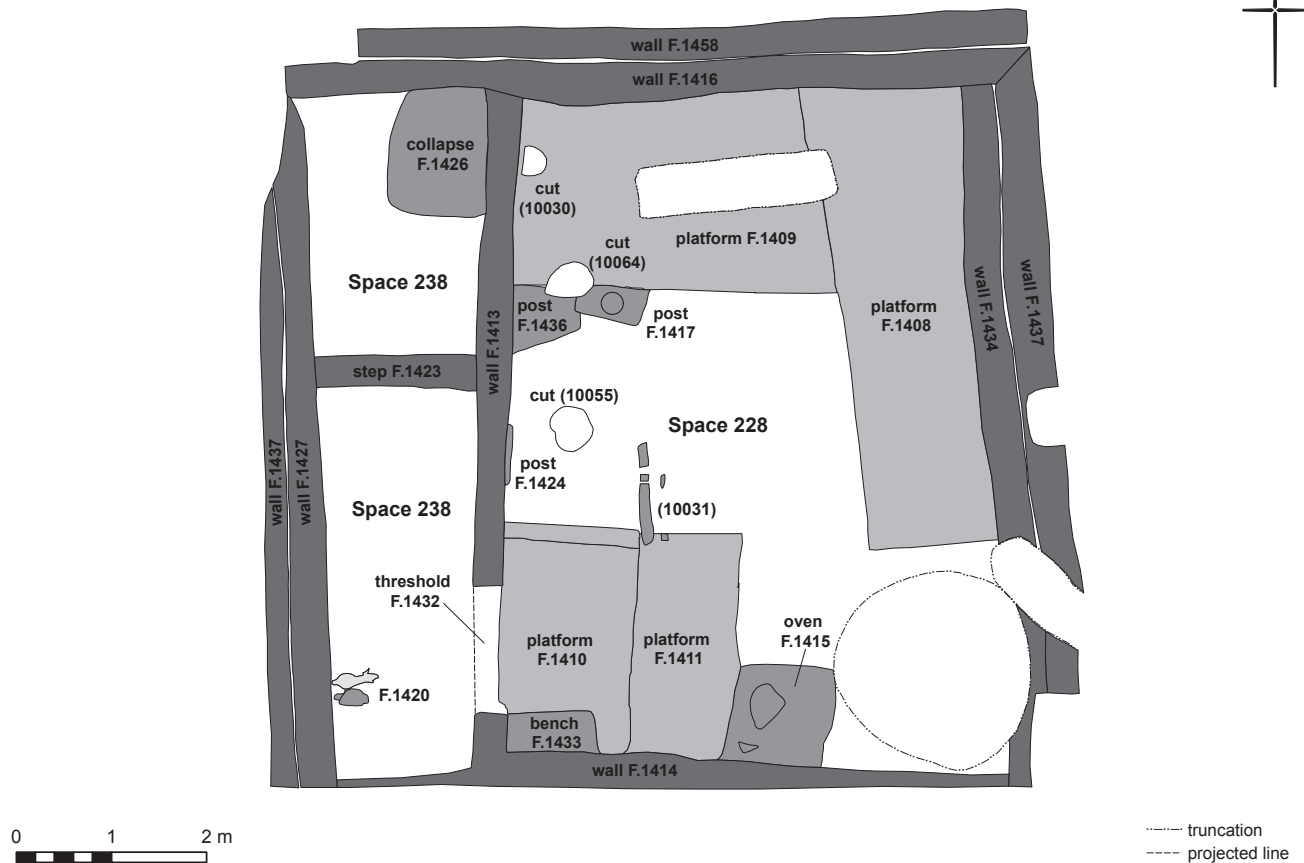 wall F.1458
wall F.1416
collapse
F.1426
cut
(10030)
platform F.1409
cut
(10064)
Space 238
post
F.1436
post
F.1417
platform
F.1408
wall F.1434
wall F.1437
wall F.1413
step F.1423
cut (10055)
Space 228
post
F.1424
(10031)
wall F.1437
wall F.1427
Space 238
threshold
F.1432
platform
F.1410
platform
F.1411
oven
F.1415
F.1420
bench
F.1433
wall F.1414
0 1 2 m
truncation
projected line